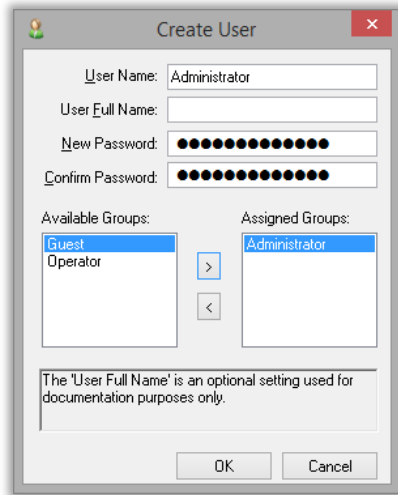 Create User
User Name: Administrator
User Full Name:
New Password: ●●●●●●●●●●●●●
Confirm Password: ●●●●●●●●●●●●●
Available Groups: Assigned Groups:
Guest > Administrator
Operator
<
The 'User Full Name' is an optional setting used for
documentation purposes only.
OK Cancel